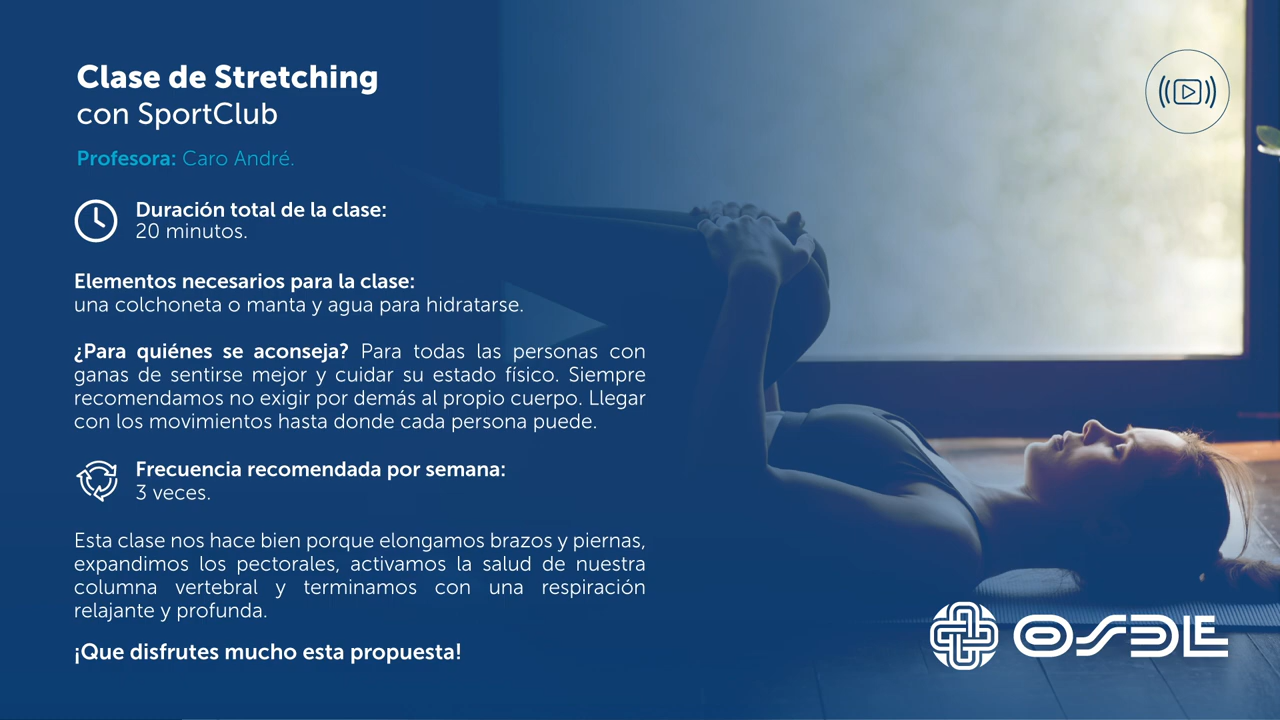 Clase de Stretching
con SportClub
Profesora: Caro André.
Duración total de la clase:
20 minutos.
Elementos necesarios para la clase:
una colchoneta o manta y agua para hidratarse.
¿Para quiénes se aconseja? Para todas las personas con
ganas de sentirse mejor y cuidar su estado físico. Siempre
recomendamos no exigir por demás al propio cuerpo. Llegar
con los movimientos hasta donde cada persona puede.
Frecuencia recomendada por semana:
3 veces.
Esta clase nos hace bien porque elongamos brazos y piernas,
expandimos los pectorales, activamos la salud de nuestra
columna vertebral y terminamos con una respiración
relajante y profunda.
¡Que disfrutes mucho esta propuesta!
OSDE